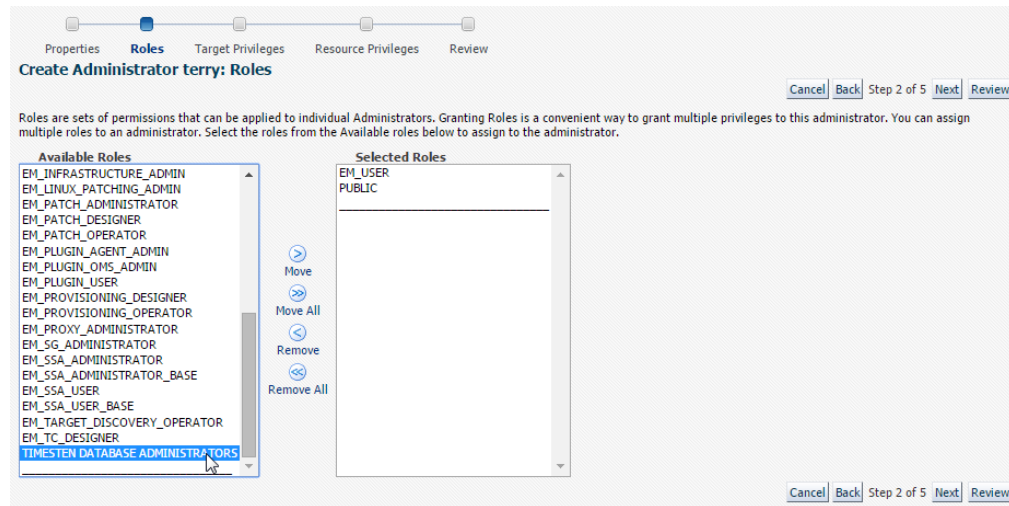 Properties Roles Target Privileges Resource Privileges Review
Create Administrator terry: Roles
Cancel Back Step 2 of 5 Next Review
Roles are sets of permissions that can be applied to individual Administrators. Granting Roles is a convenient way to grant multiple privileges to this administrator. You can assign
multiple roles to an administrator. Select the roles from the Available roles below to assign to the administrator.
Available Roles
EM_INFRASTRUCTURE_ADMIN
EM_LINUX_PATCHING_ADMIN
EM_PATCH_ADMINISTRATOR
EM_PATCH_DESIGNER
EM_PATCH_OPERATOR
EM_PLUGIN_AGENT_ADMIN
EM_PLUGIN_OMS_ADMIN
EM_PLUGIN_USER
EM_PROVISIONING_DESIGNER
EM_PROVISIONING_OPERATOR
EM_PROXY_ADMINISTRATOR
EM_SG_ADMINISTRATOR
EM_SSA_ADMINISTRATOR
EM_SSA_ADMINISTRATOR_BASE
EM_SSA_USER
EM_SSA_USER_BASE
EM_TARGET_DISCOVERY_OPERATOR
EM_TC_DESIGNER
TIMESTEN DATABASE ADMINISTRATORS
Move
Move All
Remove
Remove All
Selected Roles
EM_USER
PUBLIC
Cancel Back Step 2 of 5 Next Review